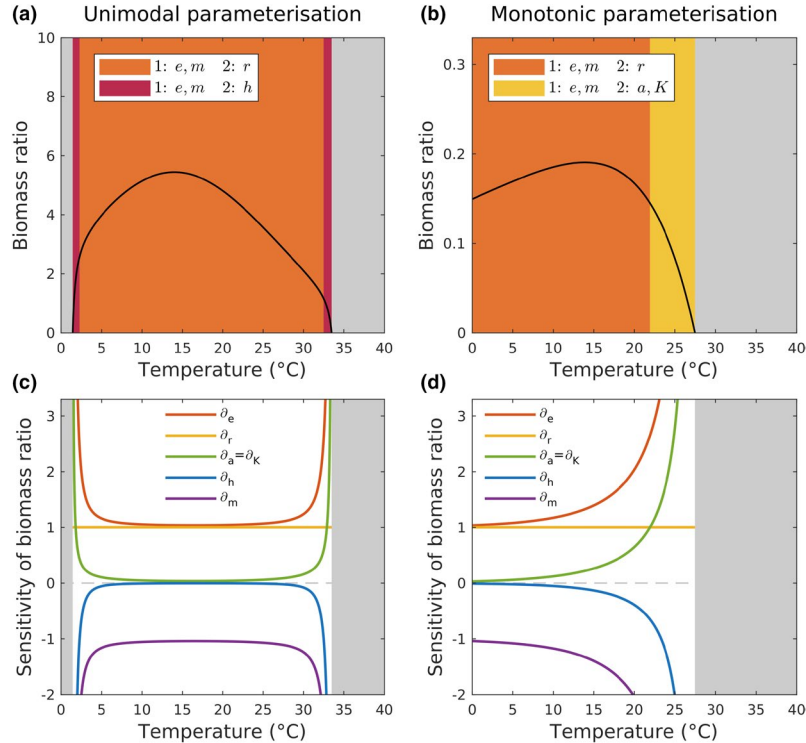 (a) Unimodal parameterisation
10
8
6
4
2
0
Biomass ratio
1: e, m 2: r
1: e, m 2: h
0 5 10 15 20 25 30 35 40
Temperature (°C)
(b) Monotonic parameterisation
0.3
0.2
0.1
0
Biomass ratio
1: e, m 2: r
1: e, m 2: a, K
0 5 10 15 20 25 30 35 40
Temperature (°C)
(c)
3
2
1
0
-1
-2
Sensitivity of biomass ratio
∂e
∂r
∂a=∂K
∂h
∂m
0 5 10 15 20 25 30 35 40
Temperature (°C)
(d)
3
2
1
0
-1
-2
Sensitivity of biomass ratio
∂e
∂r
∂a=∂K
∂h
∂m
0 5 10 15 20 25 30 35 40
Temperature (°C)